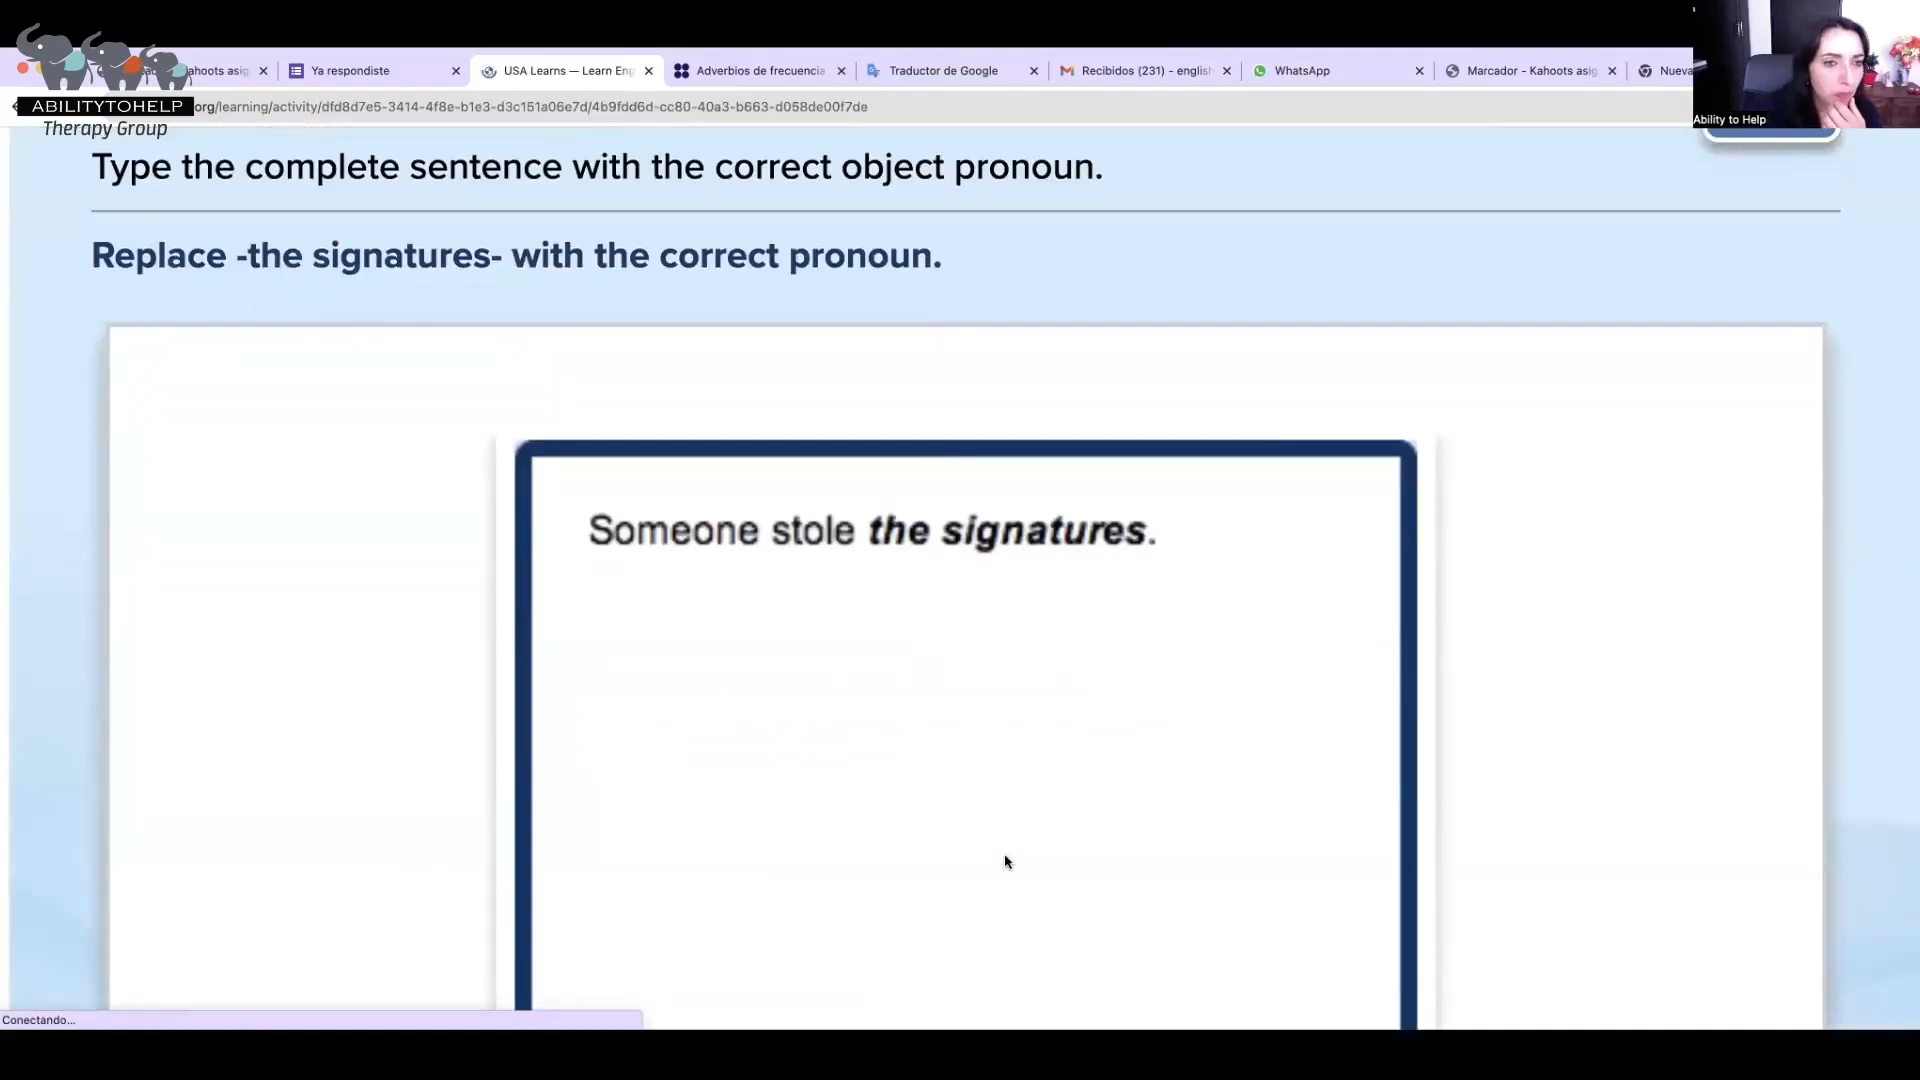 ahoots asig
Ya respondiste
USA Learns — Learn Eng
Adverbios de frecuencia
Traductor de Google
Recibidos (231) - english
WhatsApp
Marcador - Kahoots asig
Nueva
ABILITYTOHELP
Therapy Group
org/learning/activity/dfd8d7e5-3414-4f8e-b1e3-d3c151a06e7d/4b9fdd6d-cc80-40a3-b663-d058de00f7de
Ability to Help
Type the complete sentence with the correct object pronoun.
Replace -the signatures- with the correct pronoun.
Someone stole the signatures.
Conectando...